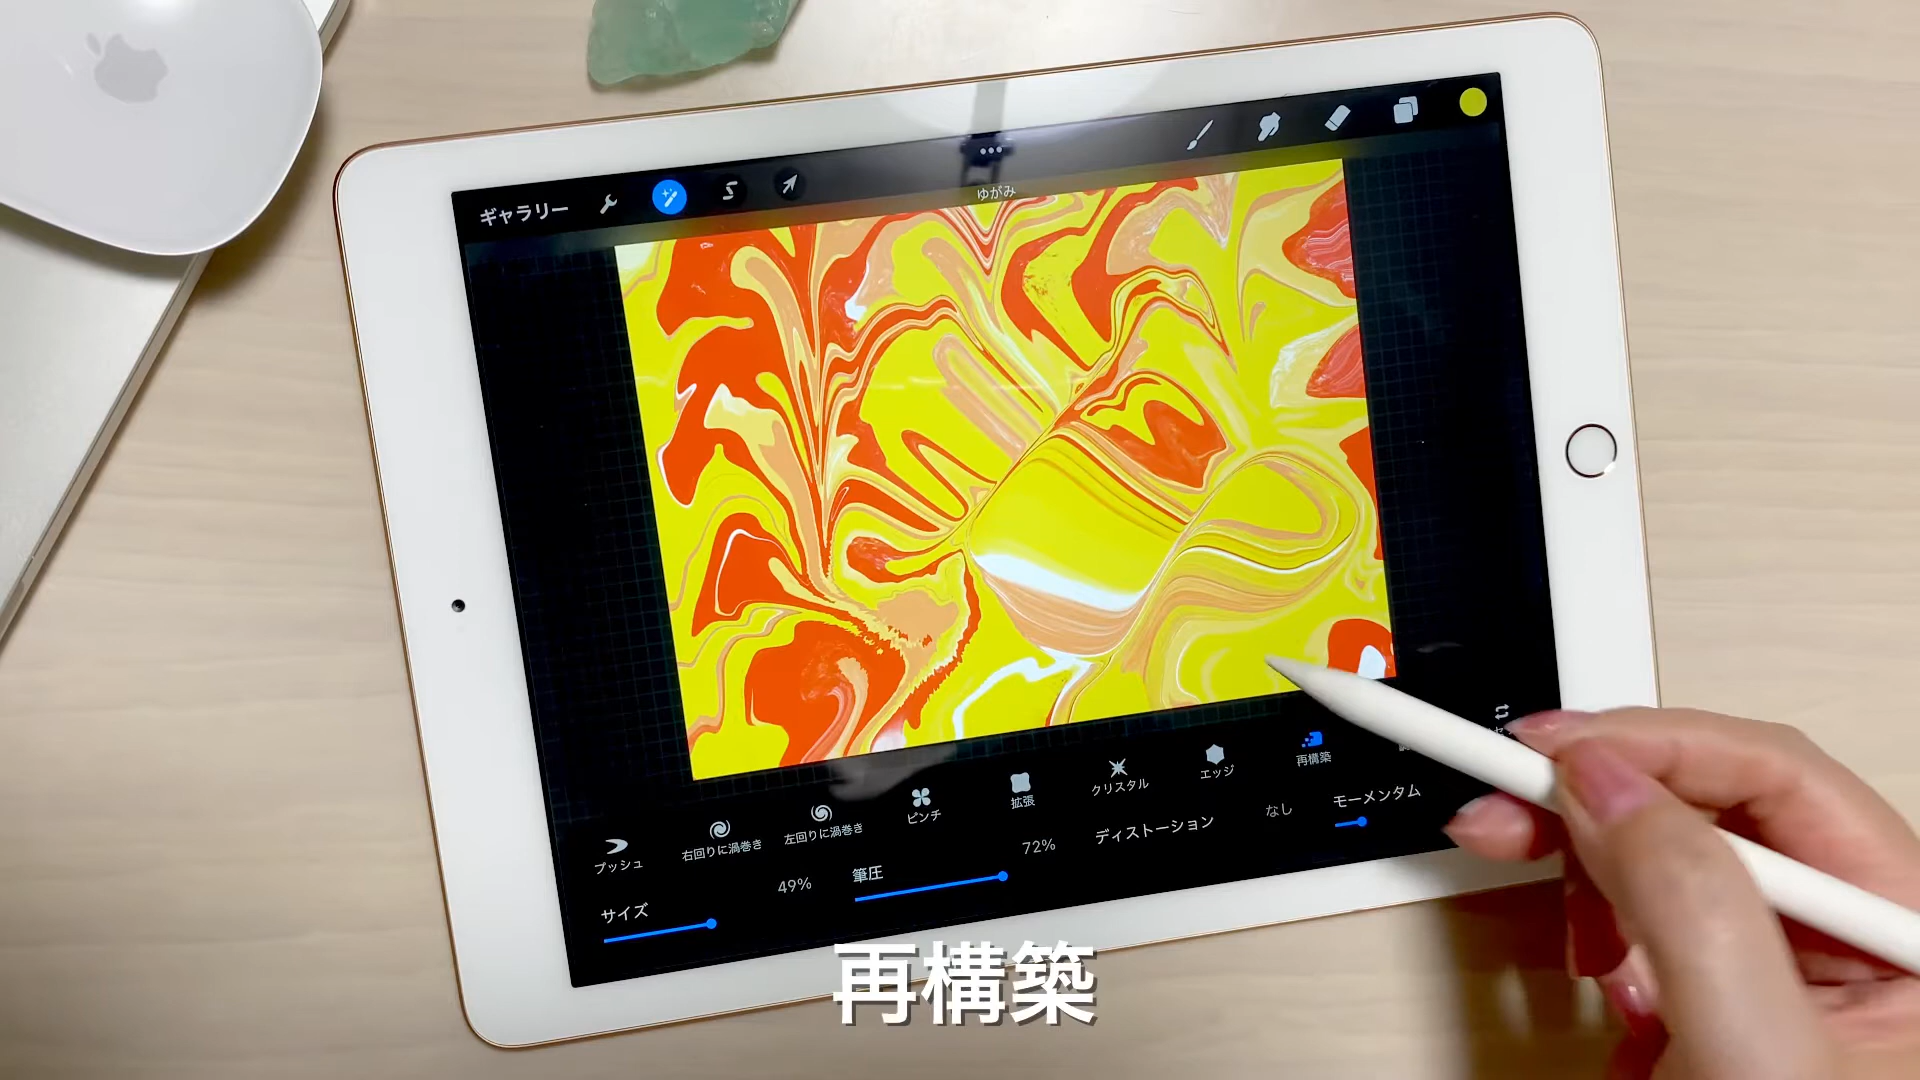 ギャラリー
ゆがみ
プッシュ
右回りに渦巻き
左回りに渦巻き
ピンチ
拡張
クリスタル
エッジ
再構築
サイズ
49%
筆圧
72%
ディストーション
なし
モーメンタム
再構築